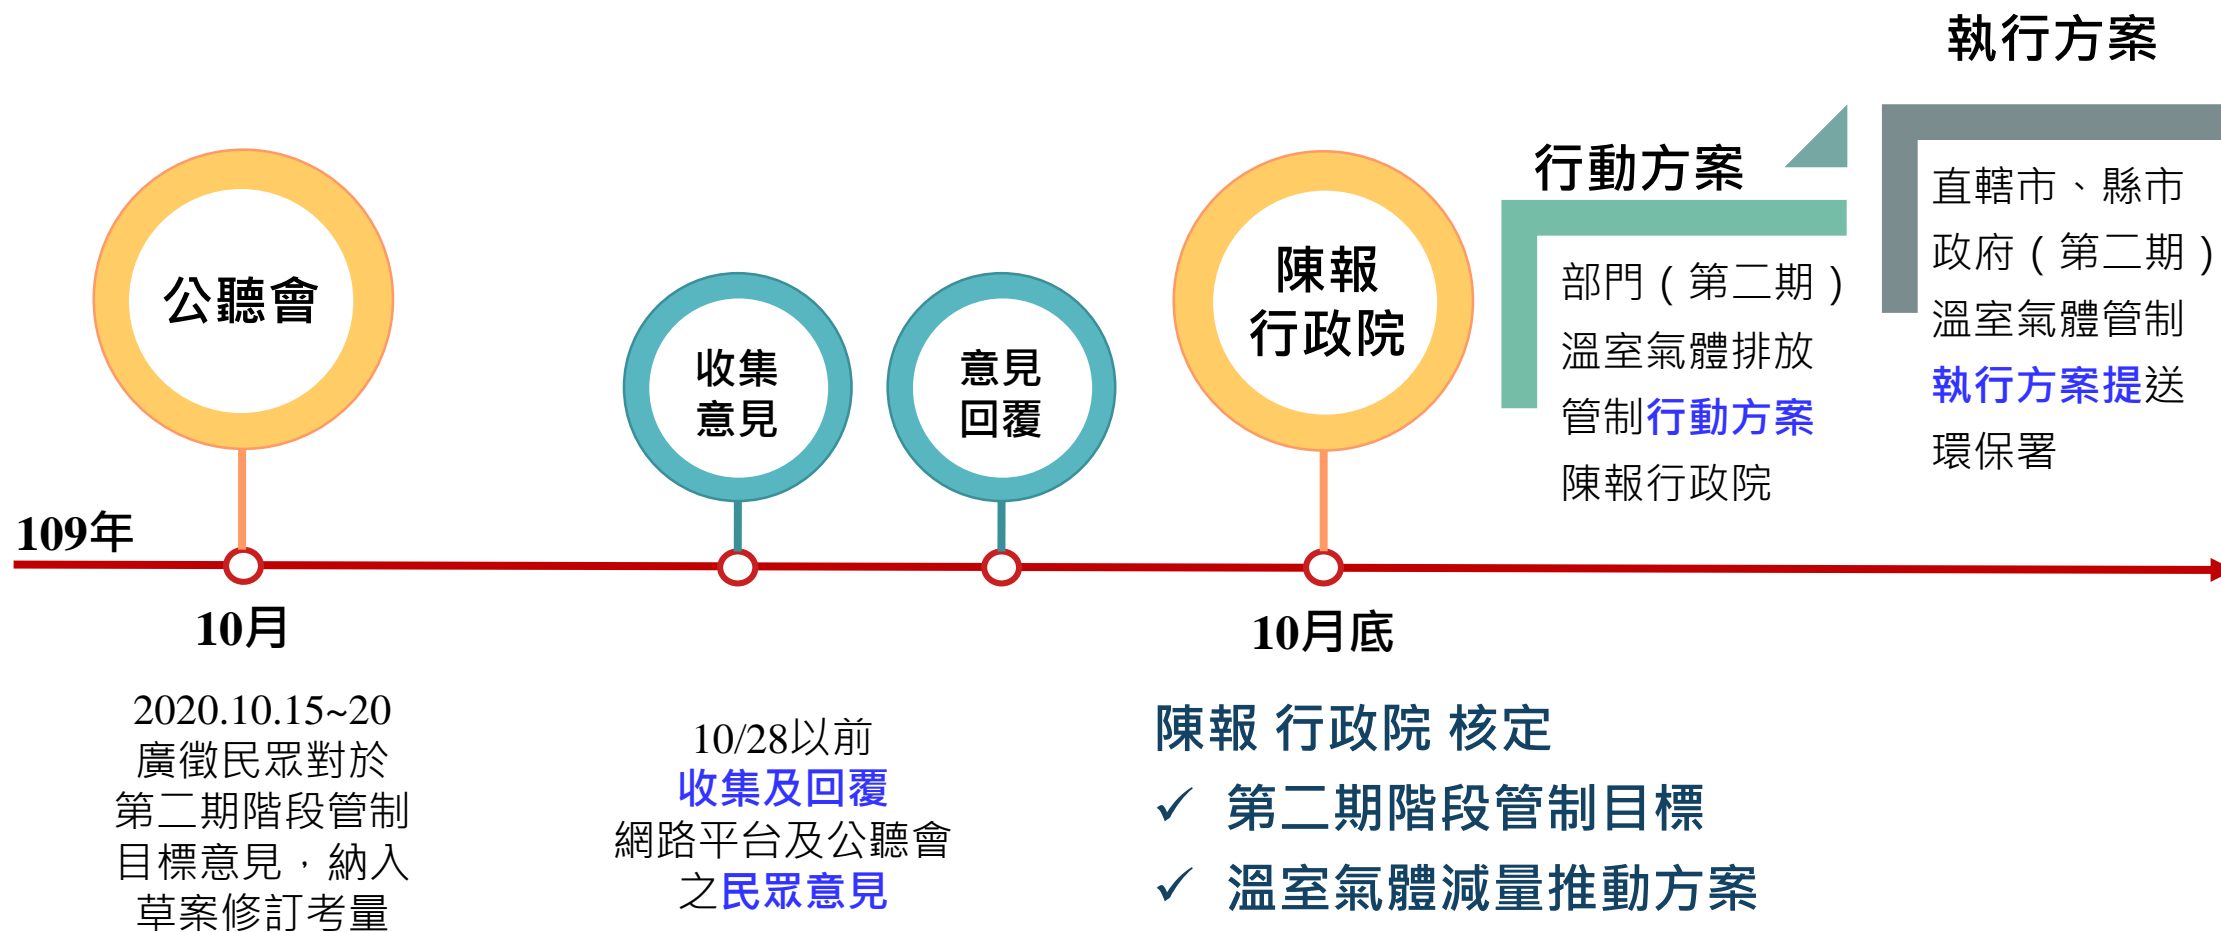 執行方案
行動方案
直轄市、縣市
政府(第二期)
溫室氣體管制
執行方案提送
環保署
部門(第二期)
溫室氣體排放
管制行動方案
陳報行政院
公聽會
收集
意見
意見
回覆
陳報
行政院
109年
10月
10月底
2020.10.15~20
廣徵民眾對於
第二期階段管制
目標意見，納入
草案修訂考量
10/28以前
收集及回覆
網路平台及公聽會
之民眾意見
陳報 行政院 核定
✓ 第二期階段管制目標
✓ 溫室氣體減量推動方案